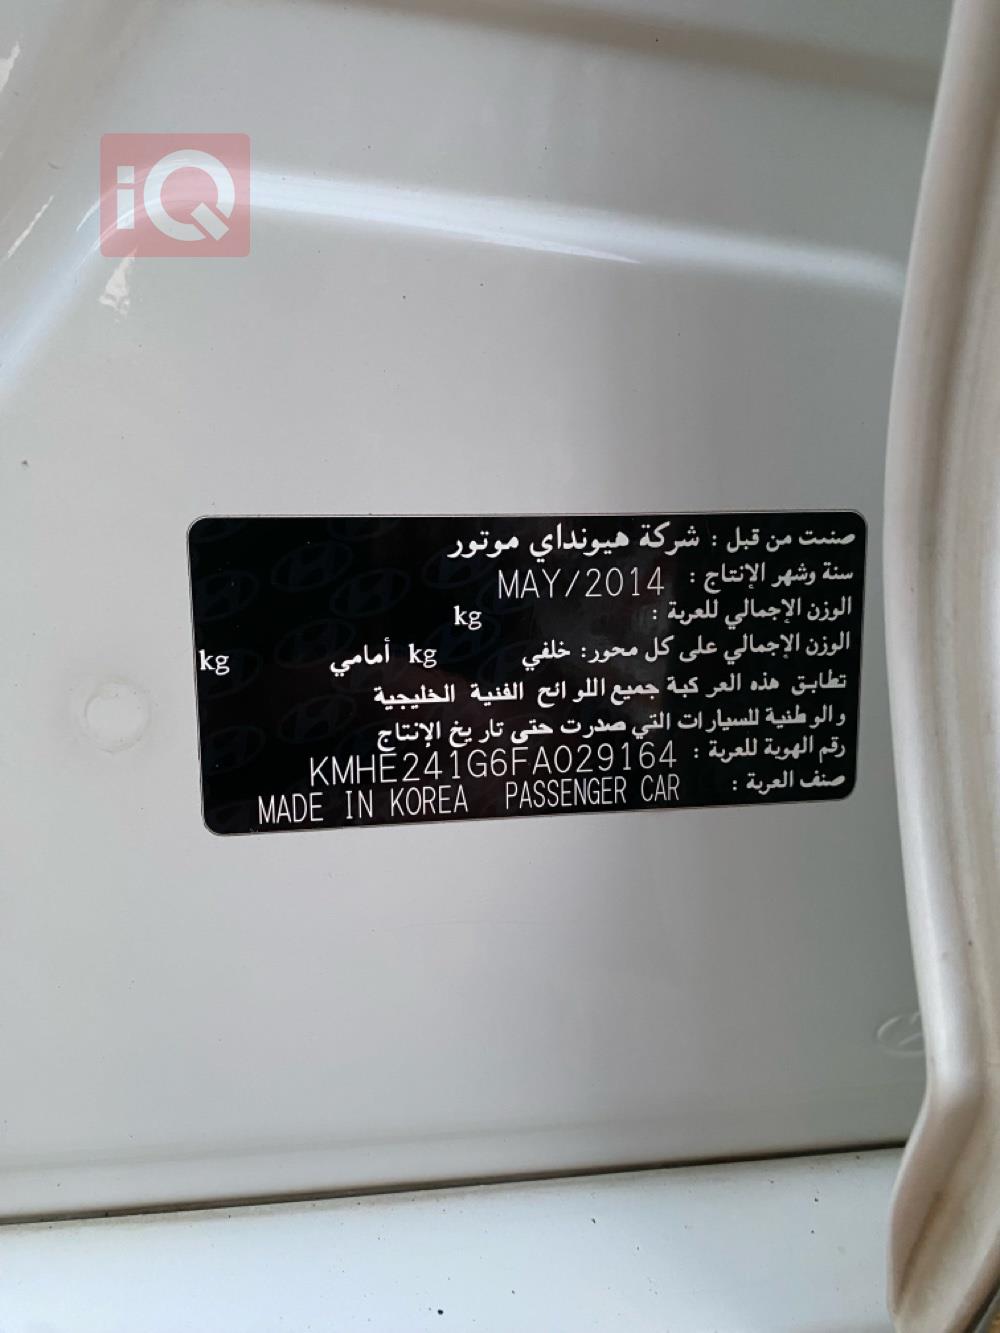 iQ
صنعت من قبل : شركة هيونداي موتور
سنة وشهر الإنتاج : MAY/2014
الوزن الإجمالي للعربة : kg
الوزن الإجمالي على كل محور: خلفي kg أمامي kg
تطابق هذه المركبة جميع اللوائح الفنية الخليجية
والوطنية للسيارات التي صدرت حتى تاريخ الإنتاج
رقم الهوية للعربة : KMHE241G6FA029164
صنف العربة : MADE IN KOREA PASSENGER CAR